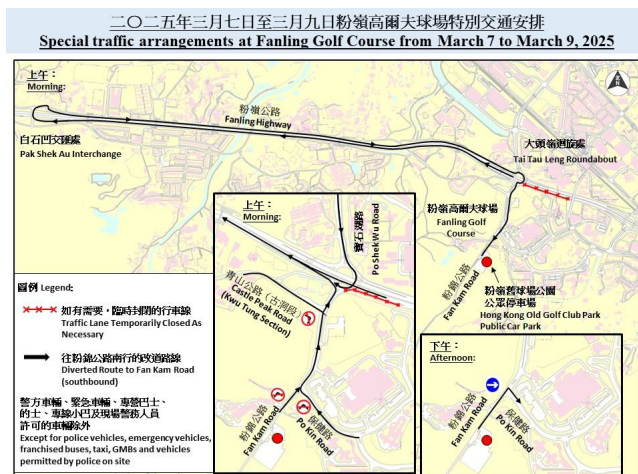 二〇二五年三月七日至三月九日粉嶺高爾夫球場特別交通安排
Special traffic arrangements at Fanling Golf Course from March 7 to March 9, 2025
上午：
Morning:
粉嶺公路
Fanling Highway
白石凹交匯處
Pak Shek Au Interchange
大頭嶺迴旋處
Tai Tau Leng Roundabout
粉嶺高爾夫球場
Fanling Golf
Course
粉錦公路
Fan Kam Road
粉嶺舊球場公園
公眾停車場
Hong Kong Old Golf Club Park
Public Car Park
上午：
Morning:
寶石湖路
Po Shek Wu Road
青山公路（古洞段）
Castle Peak Road
(Kwu Tung Section)
粉錦公路
Fan Kam Road
保健路
Po Kin Road
圖例 Legend:
如有需要，臨時封閉的行車線
Traffic Lane Temporarily Closed As
Necessary
往粉錦公路南行的改道路線
Diverted Route to Fan Kam Road
(southbound)
警方車輛、緊急車輛、專營巴士、
的士、專線小巴及現場警務人員
許可的車輛除外
Except for police vehicles, emergency vehicles,
franchised buses, taxi, GMBs and vehicles
permitted by police on site
下午：
Afternoon:
粉錦公路
Fan Kam Road
保健路
Po Kin Road